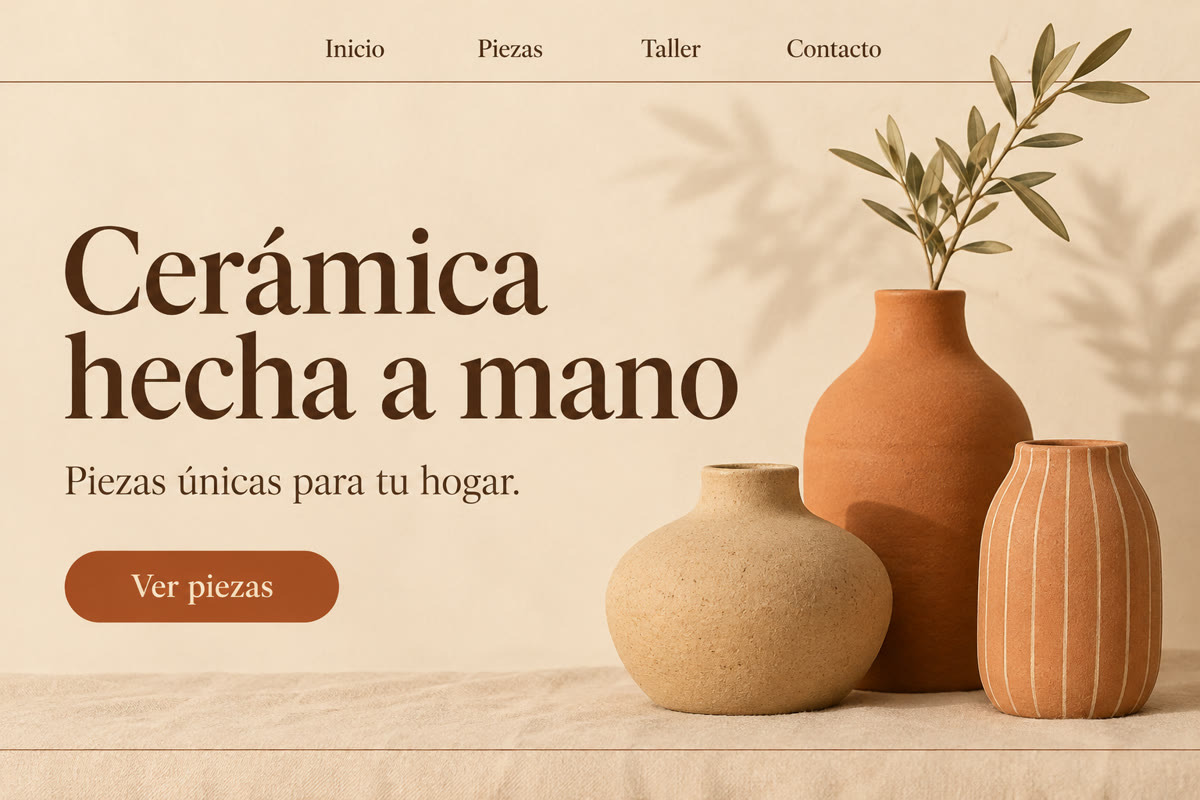 Inicio
Piezas
Taller
Contacto
Cerámica
hecha a mano
Piezas únicas para tu hogar.
Ver piezas